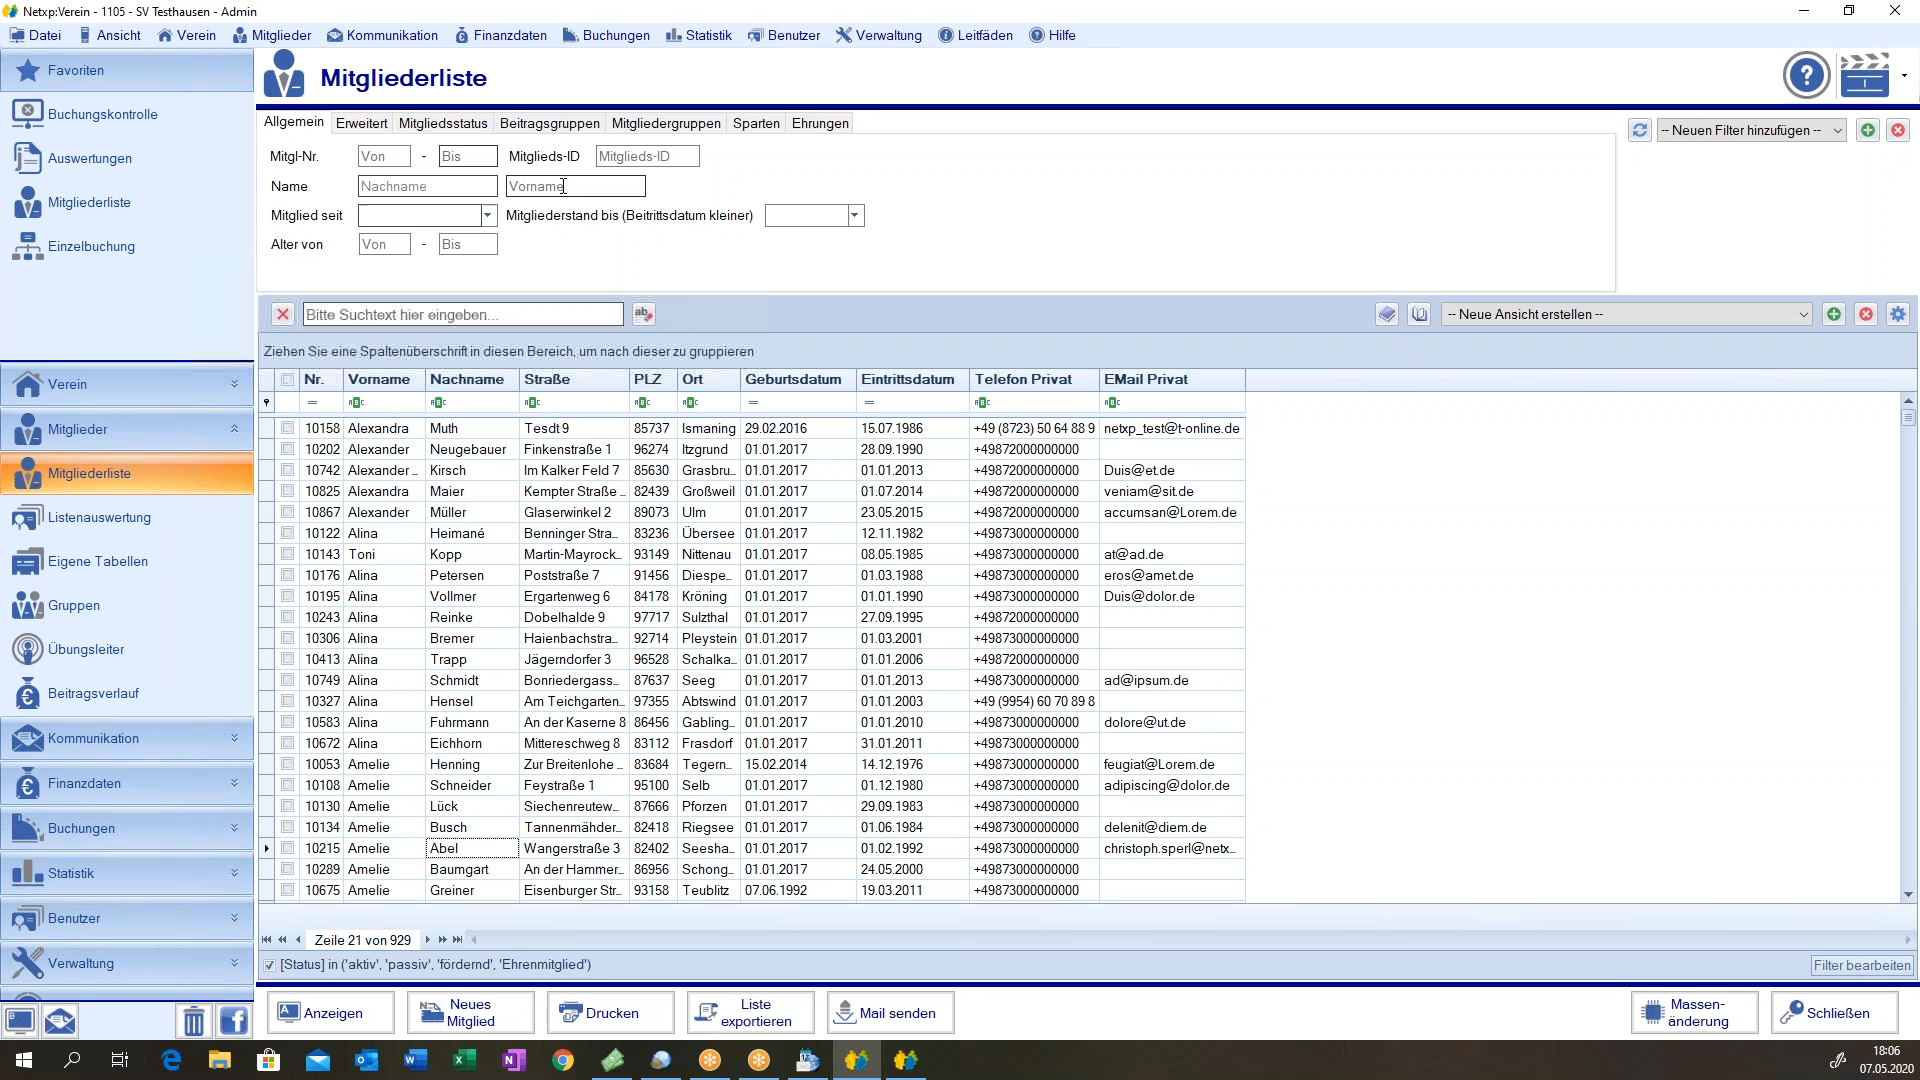 Netxp:Verein - 1105 - SV Testhausen - Admin
Datei Ansicht Verein Mitglieder Kommunikation Finanzdaten Buchungen Statistik Benutzer Verwaltung Leitfäden Hilfe
Favoriten
Buchungskontrolle
Auswertungen
Mitgliederliste
Einzelbuchung
Verein
Mitglieder
Mitgliederliste
Listenauswertung
Eigene Tabellen
Gruppen
Übungsleiter
Beitragsverlauf
Kommunikation
Finanzdaten
Buchungen
Statistik
Benutzer
Verwaltung
Mitgliederliste
Allgemein Erweitert Mitgliedsstatus Beitragsgruppen Mitgliedergruppen Sparten Ehrungen
-- Neuen Filter hinzufügen --
Mitgl-Nr. Von - Bis Mitglieds-ID Mitglieds-ID
Name Nachname Vorname
Mitglied seit Mitgliederstand bis (Beitrittsdatum kleiner)
Alter von Von - Bis
Bitte Suchtext hier eingeben...
-- Neue Ansicht erstellen --
Ziehen Sie eine Spaltenüberschrift in diesen Bereich, um nach dieser zu gruppieren
Nr. Vorname Nachname Straße PLZ Ort Geburtsdatum Eintrittsdatum Telefon Privat EMail Privat
10158 Alexandra Muth Tesdt 9 85737 Ismaning 29.02.2016 15.07.1986 +49 (8723) 50 64 88 9 netxp_test@t-online.de
10202 Alexander Neugebauer Finkenstraße 1 96274 Itzgrund 01.01.2017 28.09.1990 +49872000000000
10742 Alexander ... Kirsch Im Kalker Feld 7 85630 Grasbru... 01.01.2017 01.01.2013 +49872000000000 Duis@et.de
10825 Alexandra Maier Kempter Straße ... 82439 Großweil 01.01.2017 01.07.2014 +49872000000000 veniam@sit.de
10867 Alexander Müller Glaserwinkel 2 89073 Ulm 01.01.2017 23.05.2015 +49872000000000 accumsan@Lorem.de
10122 Alina Heimané Benninger Stra... 83236 Übersee 01.01.2017 12.11.1982 +49873000000000
10143 Toni Kopp Martin-Mayrock... 93149 Nittenau 01.01.2017 08.05.1985 +49873000000000 at@ad.de
10176 Alina Petersen Poststraße 7 91456 Diespe... 01.01.2017 01.03.1988 +49873000000000 eros@amet.de
10195 Alina Vollmer Ergartenweg 6 84178 Kröning 01.01.2017 01.01.1990 +49873000000000 Duis@dolor.de
10243 Alina Reinke Dobelhalde 9 97717 Sulzthal 01.01.2017 27.09.1995 +49872000000000
10306 Alina Bremer Haienbachstra... 92714 Pleystein 01.01.2017 01.03.2001 +49873000000000
10413 Alina Trapp Jägerndorfer 3 96528 Schalka... 01.01.2017 01.01.2006 +49872000000000
10749 Alina Schmidt Bonriedergass... 87637 Seeg 01.01.2017 01.01.2013 +49873000000000 ad@ipsum.de
10327 Alina Hensel Am Teichgarten... 97355 Abtswind 01.01.2017 01.01.2003 +49 (9954) 60 70 89 8
10583 Alina Fuhrmann An der Kaserne 8 86456 Gabling... 01.01.2017 01.01.2010 +49873000000000 dolore@ut.de
10672 Alina Eichhorn Mittereschweg 8 83112 Frasdorf 01.01.2017 31.01.2011 +49873000000000
10053 Amelie Henning Zur Breitenlohe ... 83684 Tegern... 15.02.2014 14.12.1976 +49873000000000 feugiat@Lorem.de
10108 Amelie Schneider Feystraße 1 95100 Selb 01.01.2017 01.12.1980 +49873000000000 adipiscing@dolor.de
10130 Amelie Lück Siechenreutew... 87666 Pforzen 01.01.2017 29.09.1983 +49873000000000
10134 Amelie Busch Tannenmähder... 82418 Riegsee 01.01.2017 01.06.1984 +49873000000000 delenit@diem.de
10215 Amelie Abel Wangerstraße 3 82402 Seesha... 01.01.2017 01.02.1992 +49873000000000 christoph.sperl@netx...
10289 Amelie Baumgart An der Hammer... 86956 Schong... 01.01.2017 24.05.2000 +49873000000000
10675 Amelie Greiner Eisenburger Str... 93158 Teublitz 07.06.1992 19.03.2011 +49873000000000
Zeile 21 von 929
[Status] in ('aktiv', 'passiv', 'fördernd', 'Ehrenmitglied')
Filter bearbeiten
Anzeigen
Neues
Mitglied
Drucken
Liste
exportieren
Mail senden
Massen-
änderung
Schließen
18:06
07.05.2020